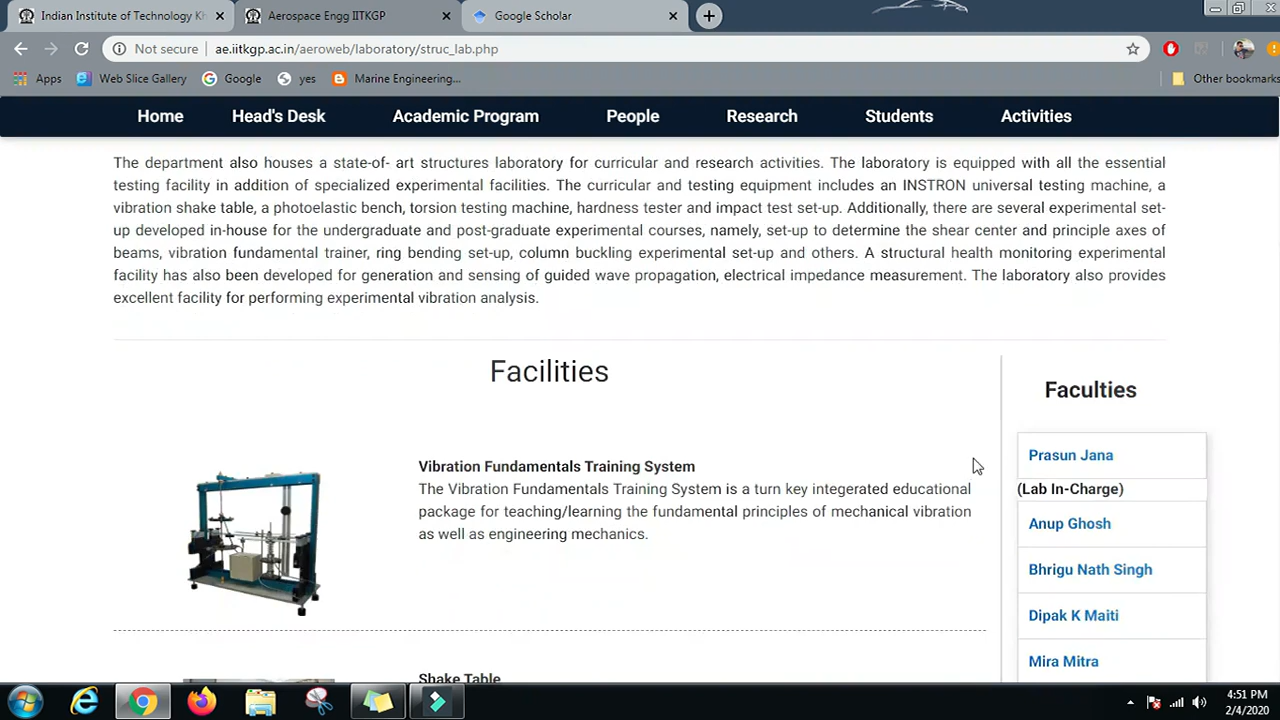 Indian Institute of Technology Kh
Aerospace Engg IITKGP
Google Scholar
Not secure
ae.iitkgp.ac.in/aeroweb/laboratory/struc_lab.php
Apps
Web Slice Gallery
Google
yes
Marine Engineering...
Other bookmarks
Home
Head's Desk
Academic Program
People
Research
Students
Activities
The department also houses a state-of- art structures laboratory for curricular and research activities. The laboratory is equipped with all the essential
testing facility in addition of specialized experimental facilities. The curricular and testing equipment includes an INSTRON universal testing machine, a
vibration shake table, a photoelastic bench, torsion testing machine, hardness tester and impact test set-up. Additionally, there are several experimental set-
up developed in-house for the undergraduate and post-graduate experimental courses, namely, set-up to determine the shear center and principle axes of
beams, vibration fundamental trainer, ring bending set-up, column buckling experimental set-up and others. A structural health monitoring experimental
facility has also been developed for generation and sensing of guided wave propagation, electrical impedance measurement. The laboratory also provides
excellent facility for performing experimental vibration analysis.
Facilities
Vibration Fundamentals Training System
The Vibration Fundamentals Training System is a turn key integerated educational
package for teaching/learning the fundamental principles of mechanical vibration
as well as engineering mechanics.
Shake Table
Faculties
Prasun Jana
(Lab In-Charge)
Anup Ghosh
Bhrigu Nath Singh
Dipak K Maiti
Mira Mitra
4:51 PM
2/4/2020